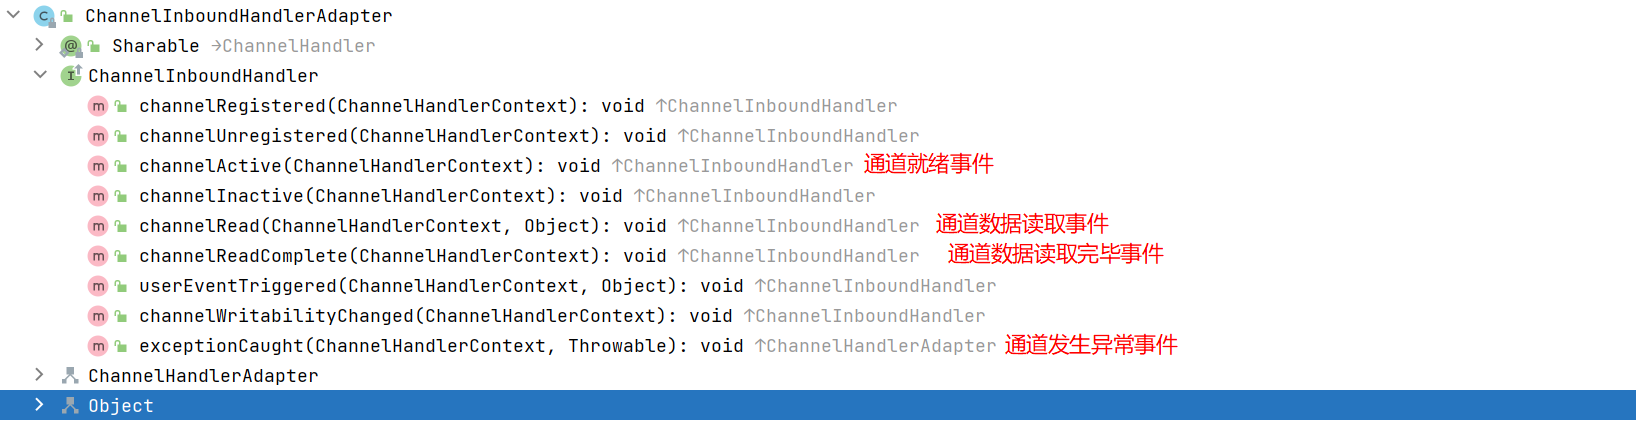 ChannelInboundHandlerAdapter
Sharable →ChannelHandler
ChannelInboundHandler
channelRegistered(ChannelHandlerContext): void ↑ChannelInboundHandler
channelUnregistered(ChannelHandlerContext): void ↑ChannelInboundHandler
channelActive(ChannelHandlerContext): void ↑ChannelInboundHandler 通道就绪事件
channelInactive(ChannelHandlerContext): void ↑ChannelInboundHandler
channelRead(ChannelHandlerContext, Object): void ↑ChannelInboundHandler 通道数据读取事件
channelReadComplete(ChannelHandlerContext): void ↑ChannelInboundHandler 通道数据读取完毕事件
userEventTriggered(ChannelHandlerContext, Object): void ↑ChannelInboundHandler
channelWritabilityChanged(ChannelHandlerContext): void ↑ChannelInboundHandler
exceptionCaught(ChannelHandlerContext, Throwable): void ↑ChannelHandlerAdapter 通道发生异常事件
ChannelHandlerAdapter
Object